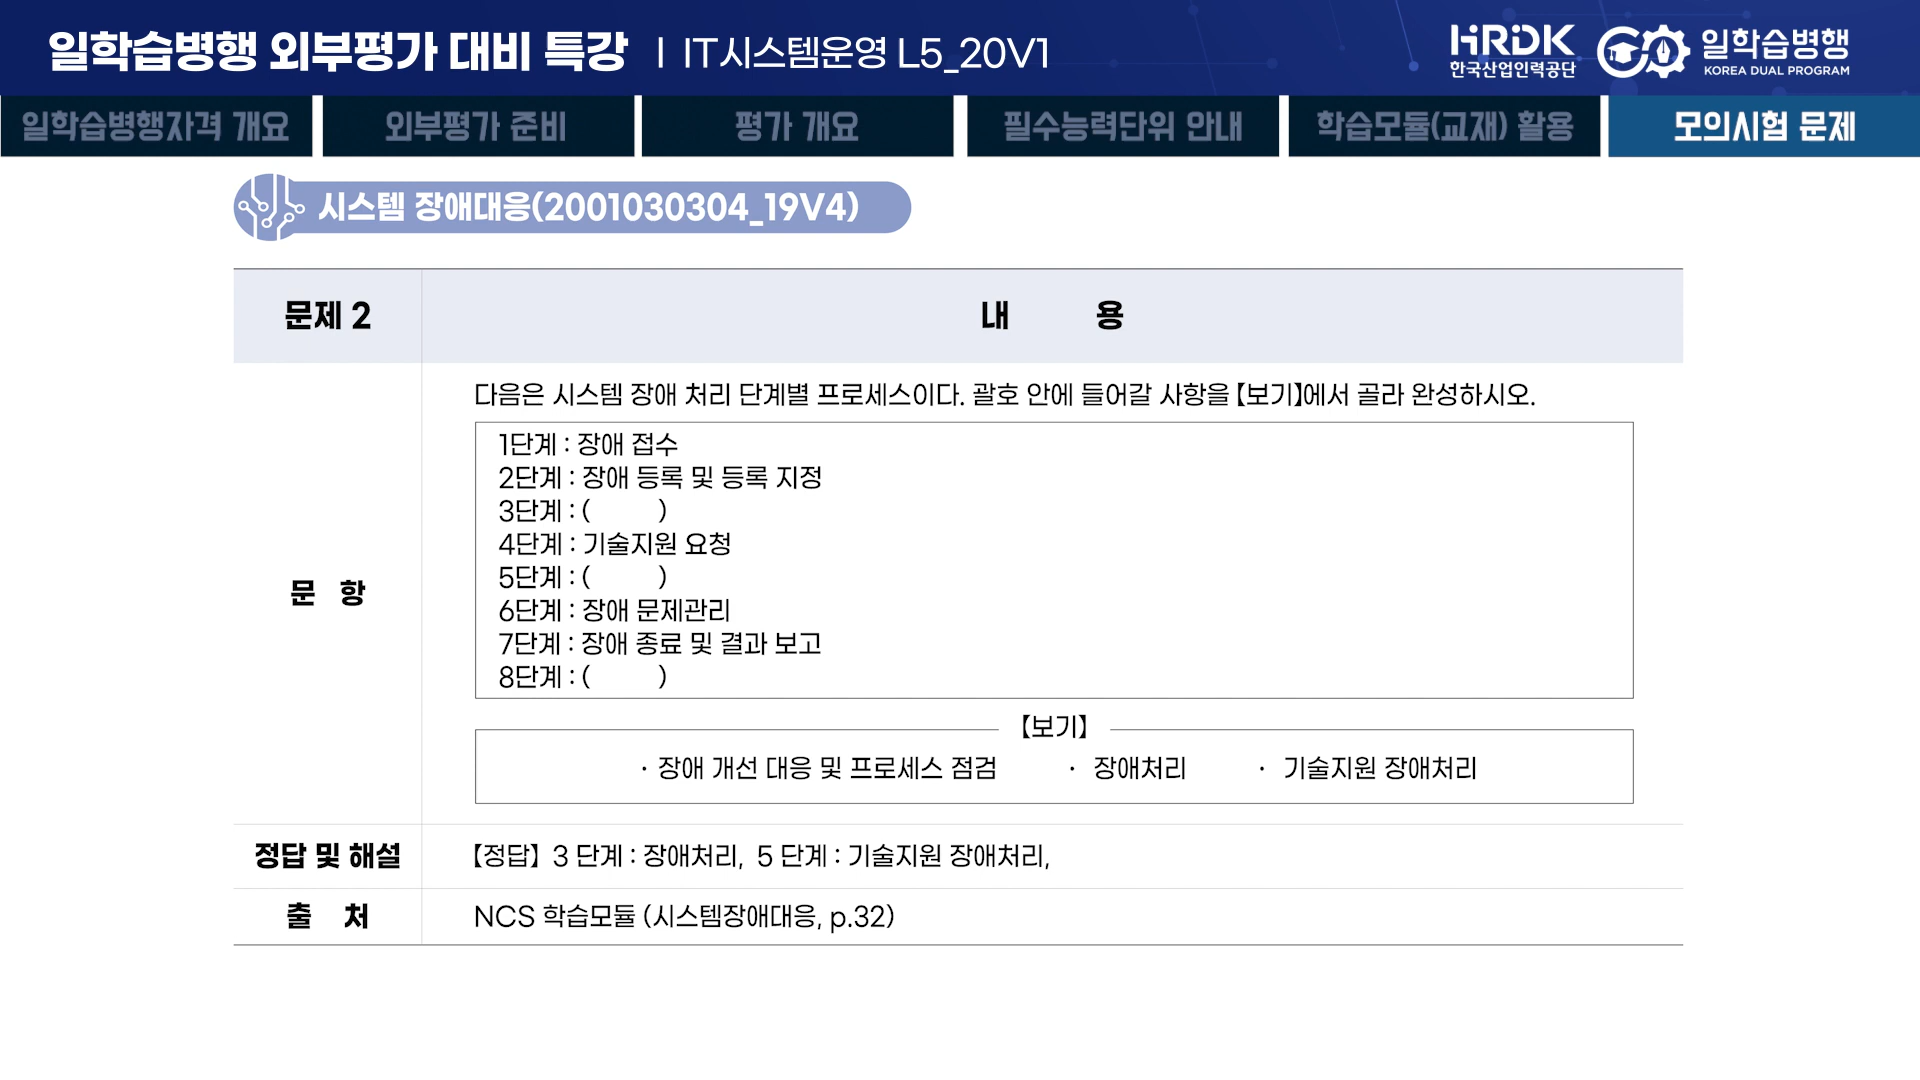 일학습병행 외부평가 대비 특강 | IT시스템운영 L5_20V1
HRDK
한국산업인력공단
일학습병행
KOREA DUAL PROGRAM
일학습병행자격 개요
외부평가 준비
평가 개요
필수능력단위 안내
학습모듈(교재) 활용
모의시험 문제
시스템 장애대응(2001030304_19V4)
문제 2
내 용
문 항
다음은 시스템 장애 처리 단계별 프로세스이다. 괄호 안에 들어갈 사항을 【보기】에서 골라 완성하시오.
1단계 : 장애 접수
2단계 : 장애 등록 및 등록 지정
3단계 : ( )
4단계 : 기술지원 요청
5단계 : ( )
6단계 : 장애 문제관리
7단계 : 장애 종료 및 결과 보고
8단계 : ( )
【보기】
· 장애 개선 대응 및 프로세스 점검 · 장애처리 · 기술지원 장애처리
정답 및 해설
【정답】 3 단계 : 장애처리, 5 단계 : 기술지원 장애처리,
출 처
NCS 학습모듈 (시스템장애대응, p.32)